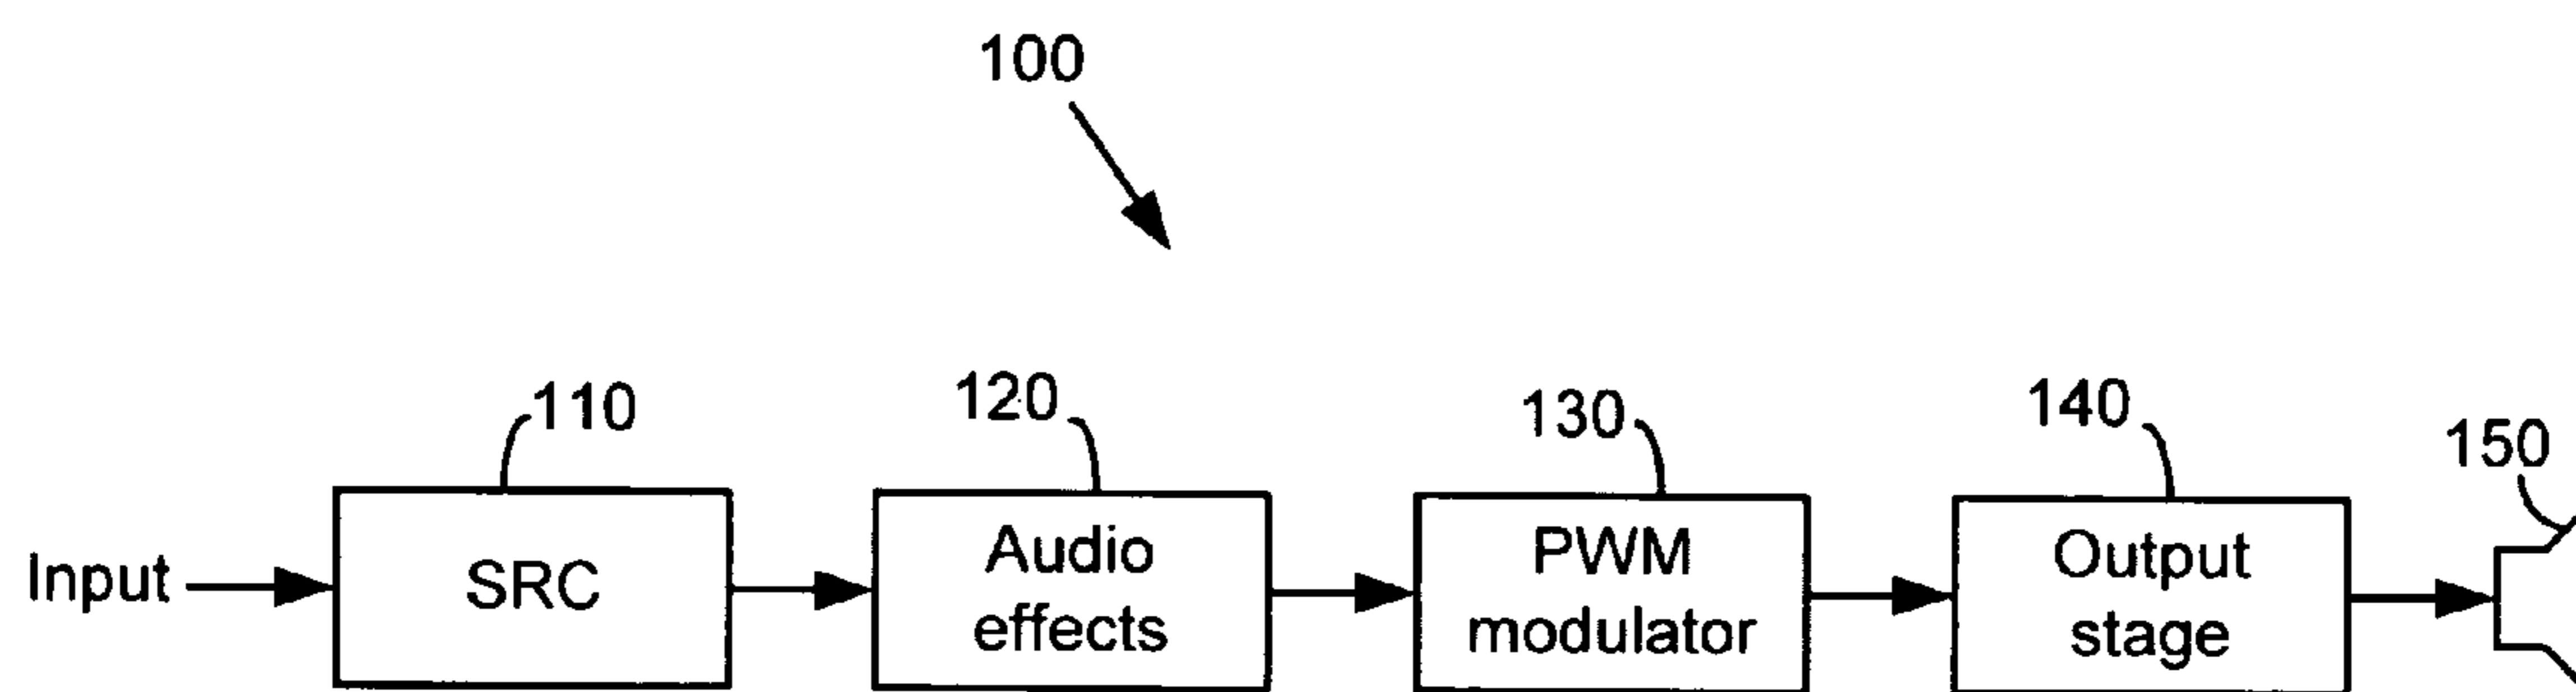 100
110
120
130
140
150
Input
SRC
Audio
effects
PWM
modulator
Output
stage